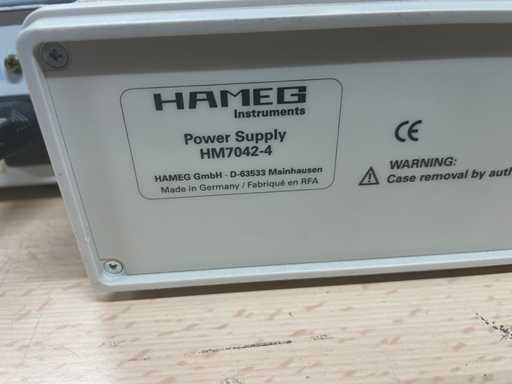 HAMEG
Instruments
Power Supply
HM7042-4
HAMEG GmbH · D-63533 Mainhausen
Made in Germany / Fabriqué en RFA
CE
WARNING:
Case removal by auth